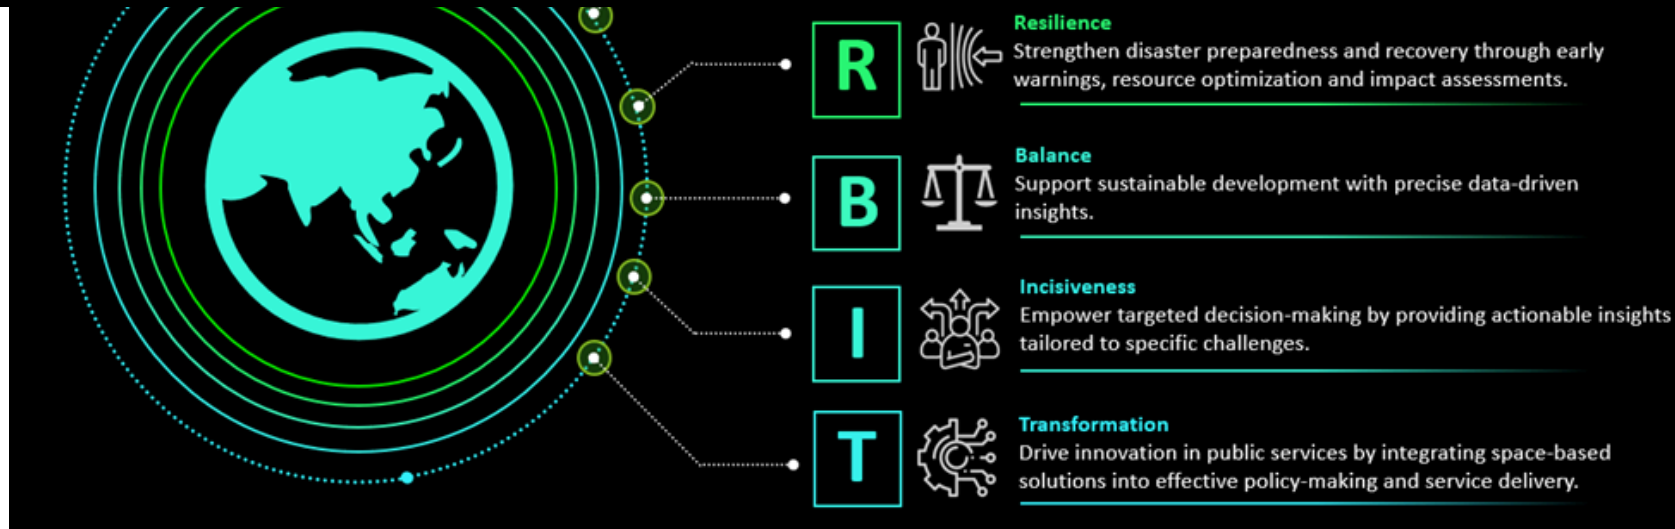 R
Resilience
Strengthen disaster preparedness and recovery through early
warnings, resource optimization and impact assessments.
B
Balance
Support sustainable development with precise data-driven
insights.
I
Incisiveness
Empower targeted decision-making by providing actionable insights
tailored to specific challenges.
T
Transformation
Drive innovation in public services by integrating space-based
solutions into effective policy-making and service delivery.